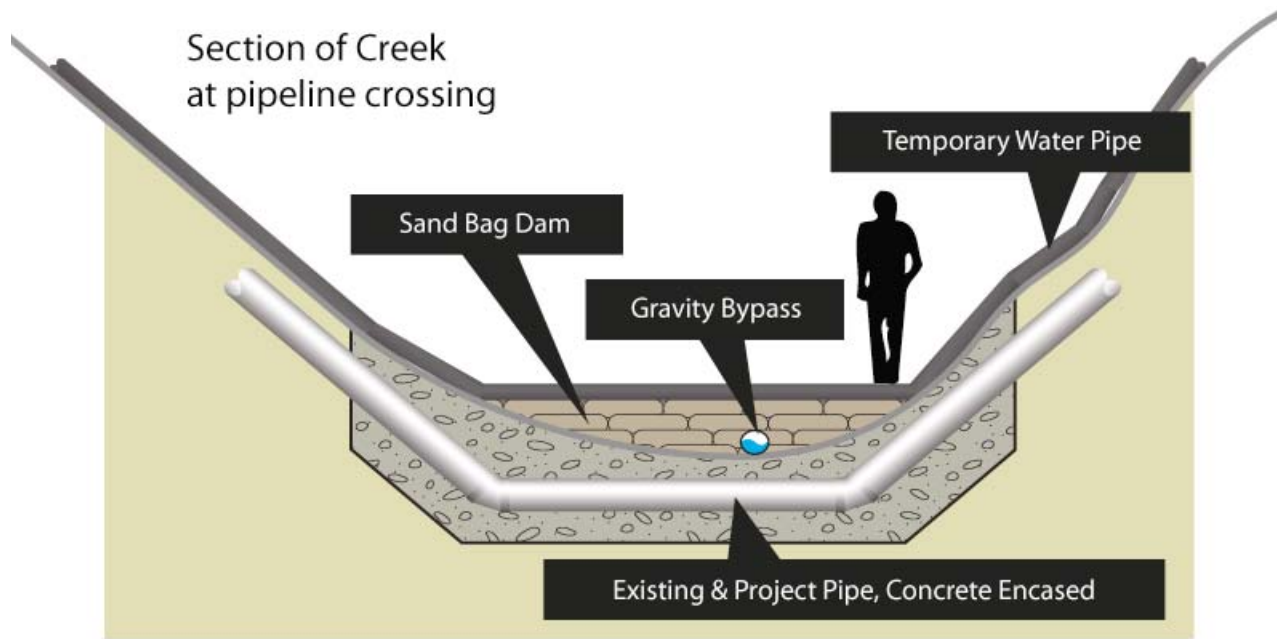 Section of Creek
at pipeline crossing
Temporary Water Pipe
Sand Bag Dam
Gravity Bypass
Existing & Project Pipe, Concrete Encased